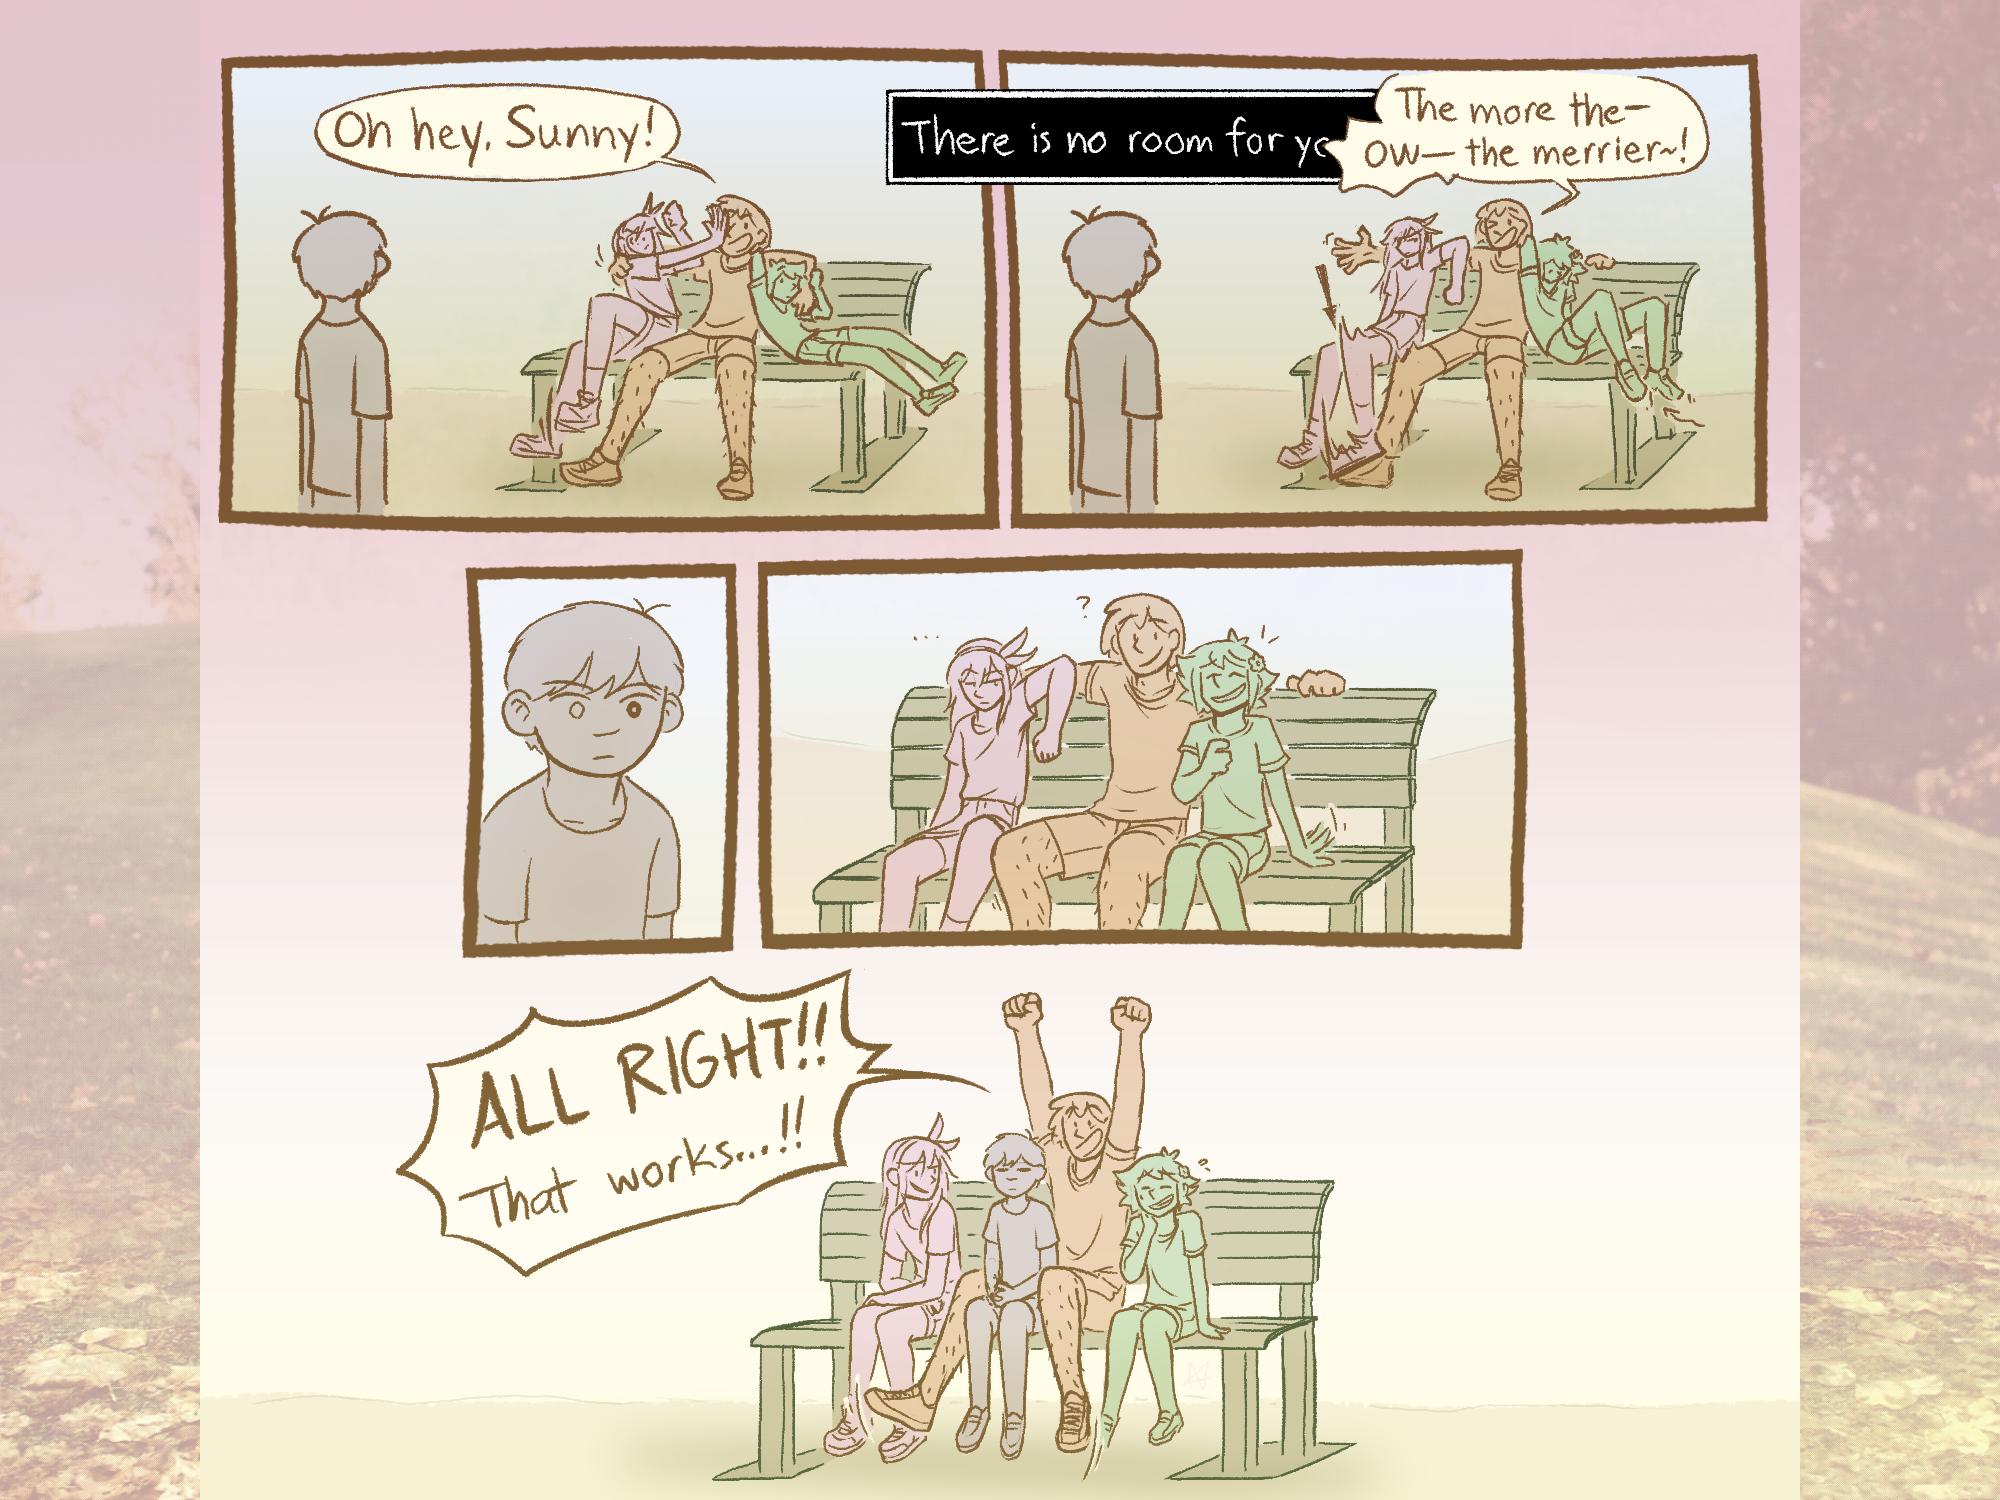 Oh hey, Sunny!
There is no room for yo
The more the—
OW— the merrier~!
...
?
ALL RIGHT!!
That works...!!
?